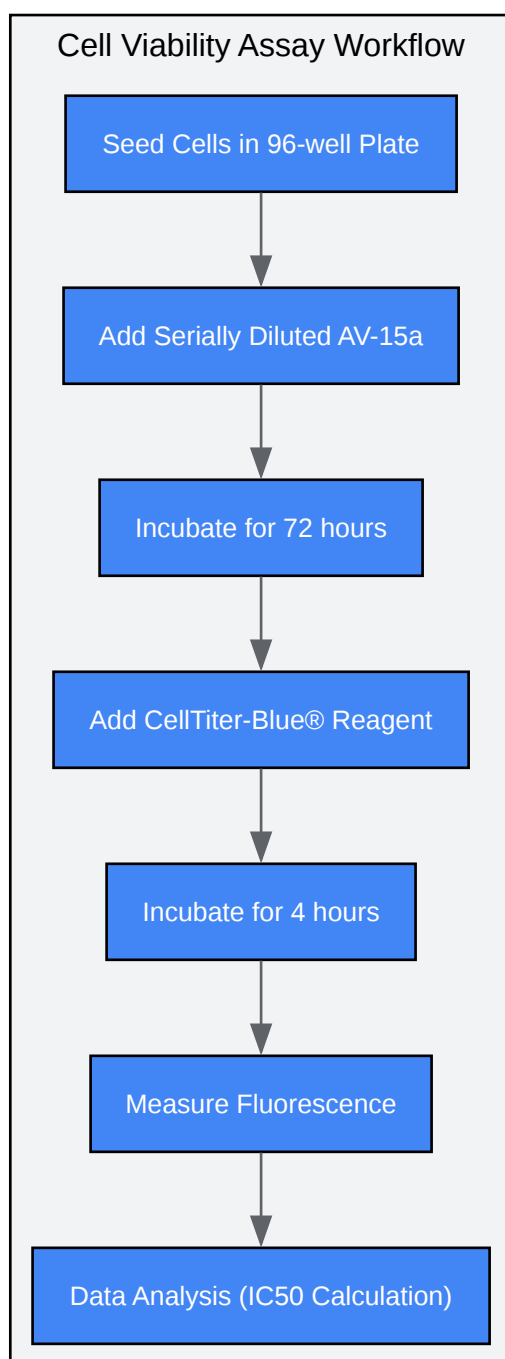 Cell Viability Assay Workflow
Seed Cells in 96-well Plate
Add Serially Diluted AV-15a
Incubate for 72 hours
Add CellTiter-Blue® Reagent
Incubate for 4 hours
Measure Fluorescence
Data Analysis (IC50 Calculation)